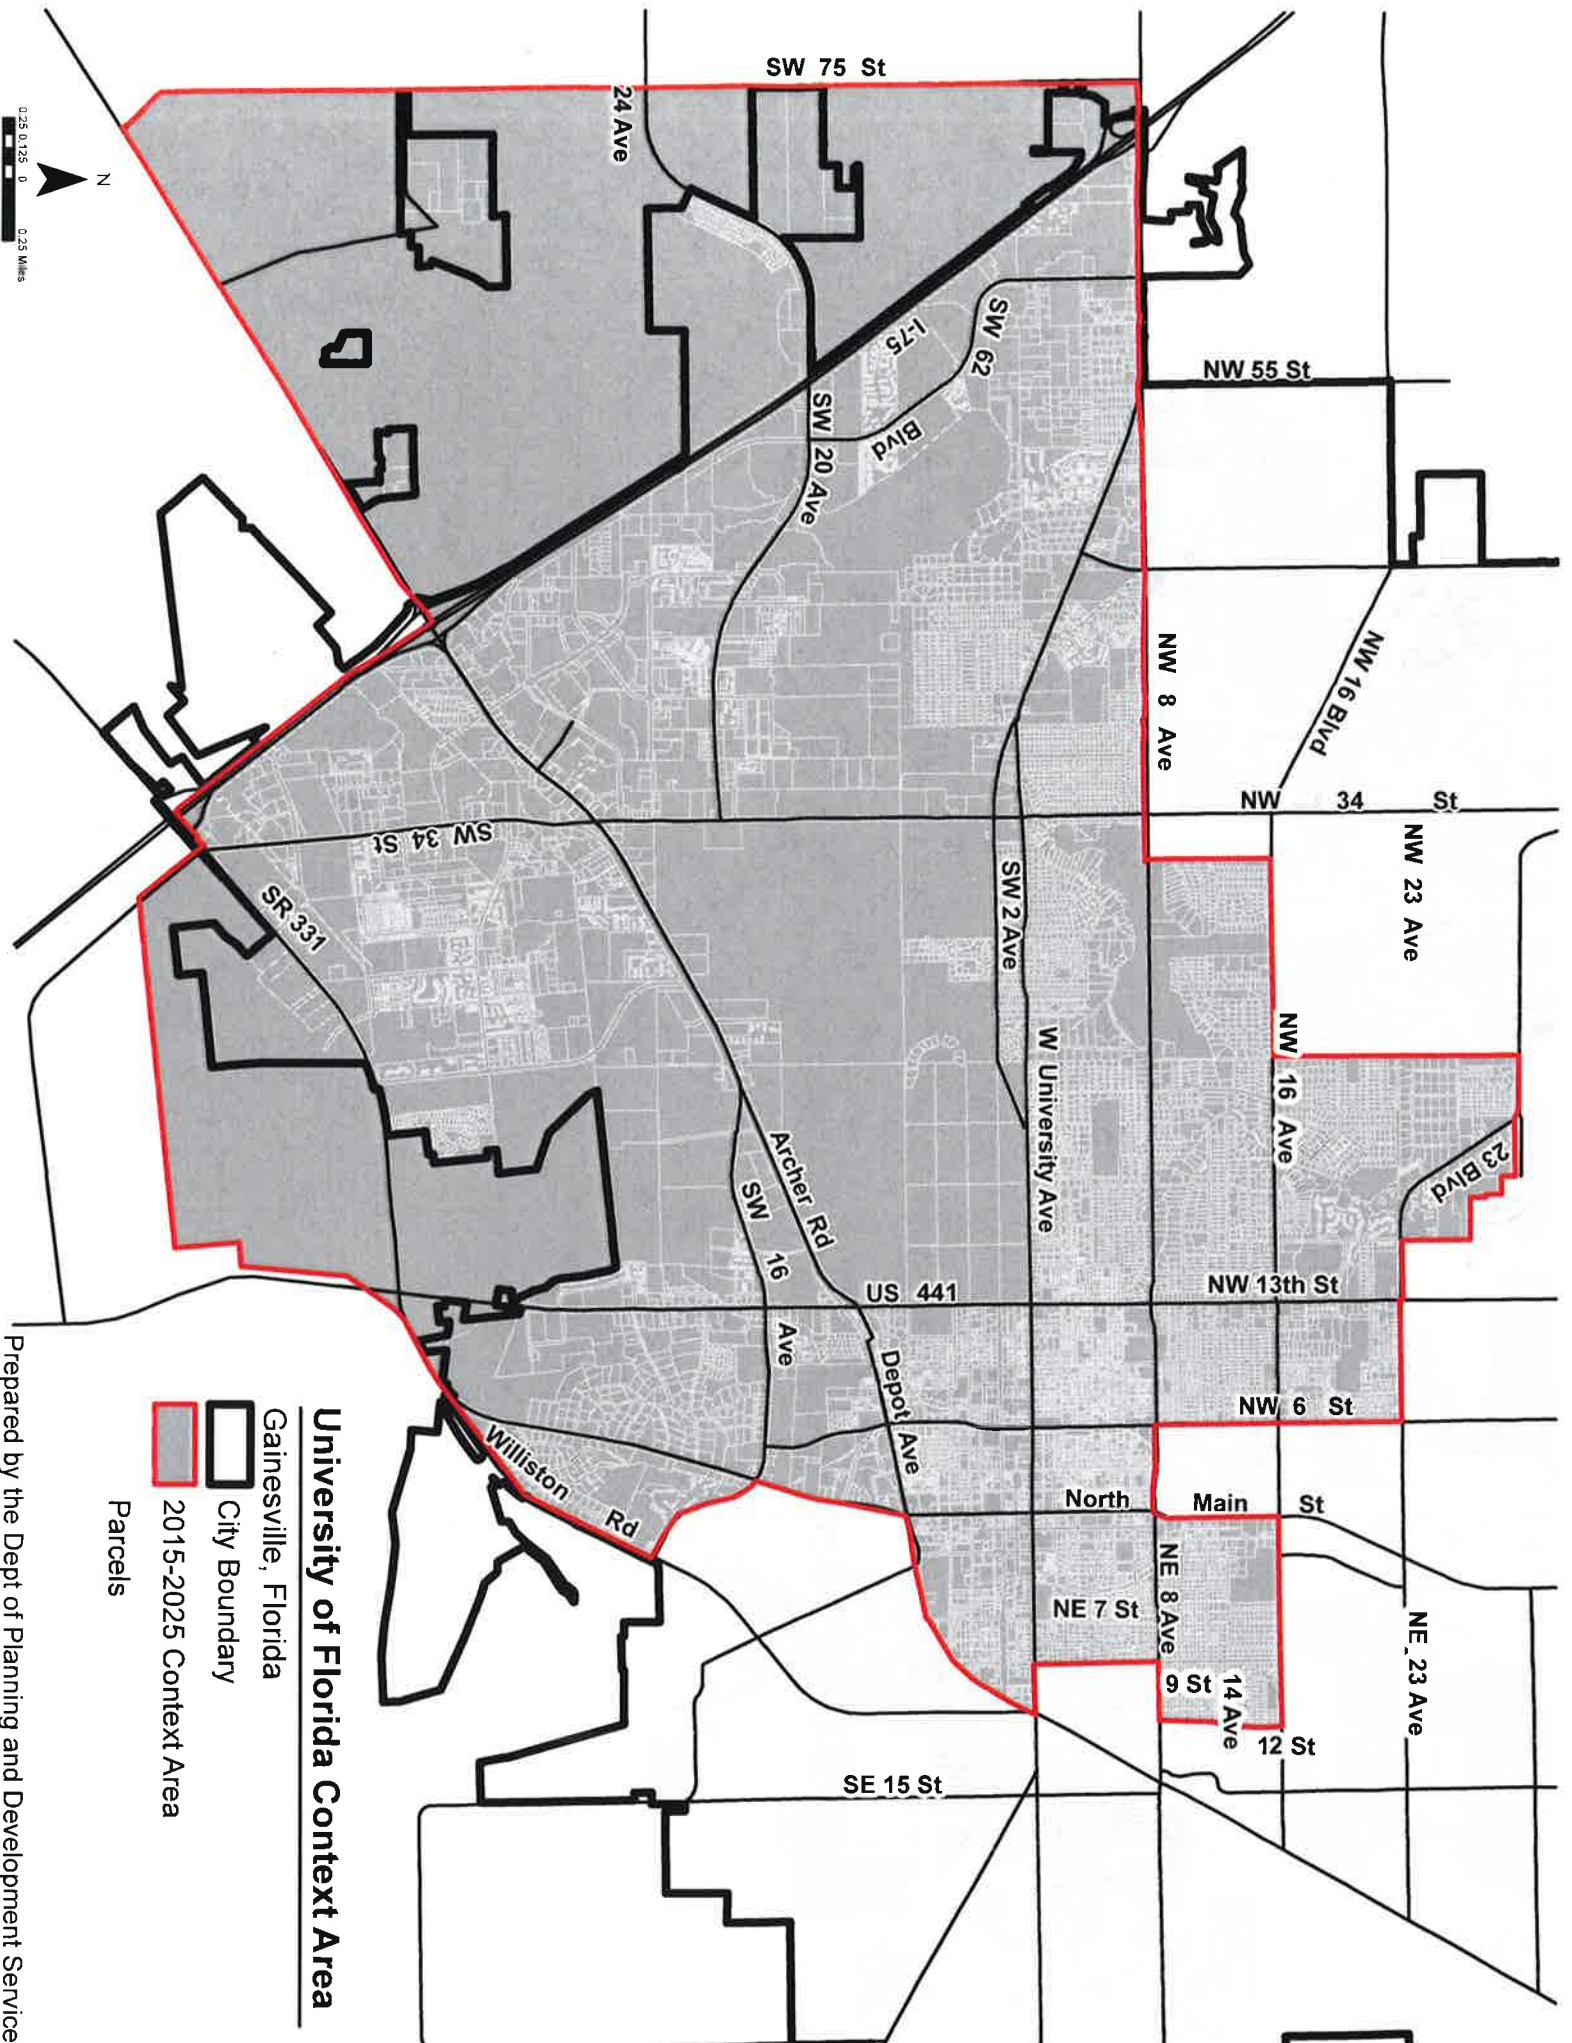 SW 75 St
24 Ave
NW 55 St
SW 62
Blvd
I-75
SW 20 Ave
NW 16 Blvd
NW 8 Ave
NW 34 St
NW 23 Ave
SW 34 St
SW 2 Ave
SR 331
W University Ave
NW 16 Ave
23 Blvd
Archer Rd
SW 16 Ave
US 441
NW 13th St
Depot Ave
NW 6 St
Williston Rd
North Main St
NE 8 Ave
NE 7 St
9 St
14 Ave
12 St
NE 23 Ave
SE 15 St
N
0.25 0.125 0 0.25 Miles
University of Florida Context Area
Gainesville, Florida
City Boundary
2015-2025 Context Area
Parcels
Prepared by the Dept of Planning and Development Service